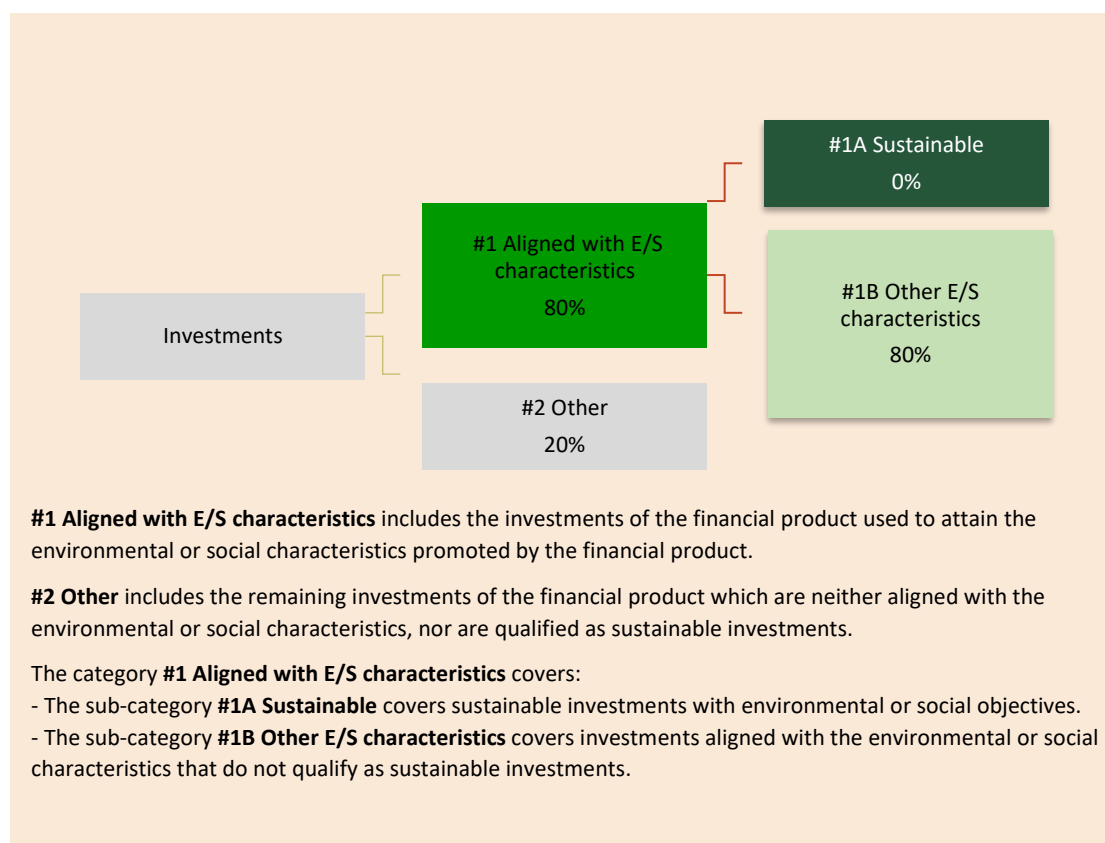 #1A Sustainable
0%
#1 Aligned with E/S
characteristics
80%
#1B Other E/S
characteristics
80%
Investments
#2 Other
20%
#1 Aligned with E/S characteristics includes the investments of the financial product used to attain the
environmental or social characteristics promoted by the financial product.
#2 Other includes the remaining investments of the financial product which are neither aligned with the
environmental or social characteristics, nor are qualified as sustainable investments.
The category #1 Aligned with E/S characteristics covers:
- The sub-category #1A Sustainable covers sustainable investments with environmental or social objectives.
- The sub-category #1B Other E/S characteristics covers investments aligned with the environmental or social
characteristics that do not qualify as sustainable investments.